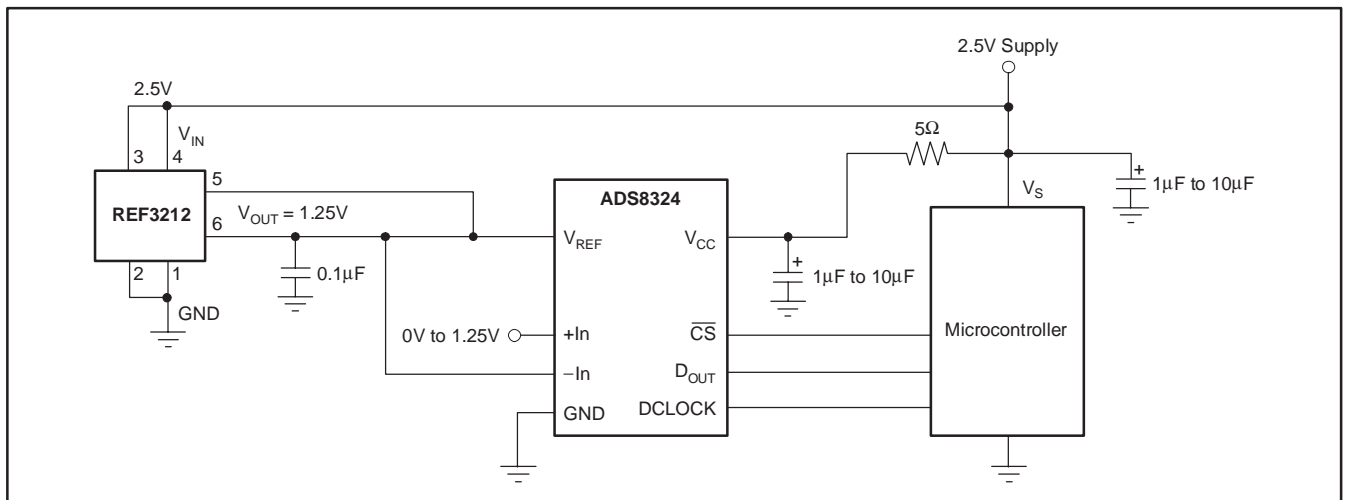 2.5V Supply
2.5V
V_IN
3 4
5Ω
5
REF3212
V_OUT = 1.25V
6
2 1
GND
0.1μF
ADS8324
V_REF
V_CC
0V to 1.25V
+In
−In
GND
C̅S̅
D_OUT
DCLOCK
1μF to 10μF
+
V_S
1μF to 10μF
+
Microcontroller